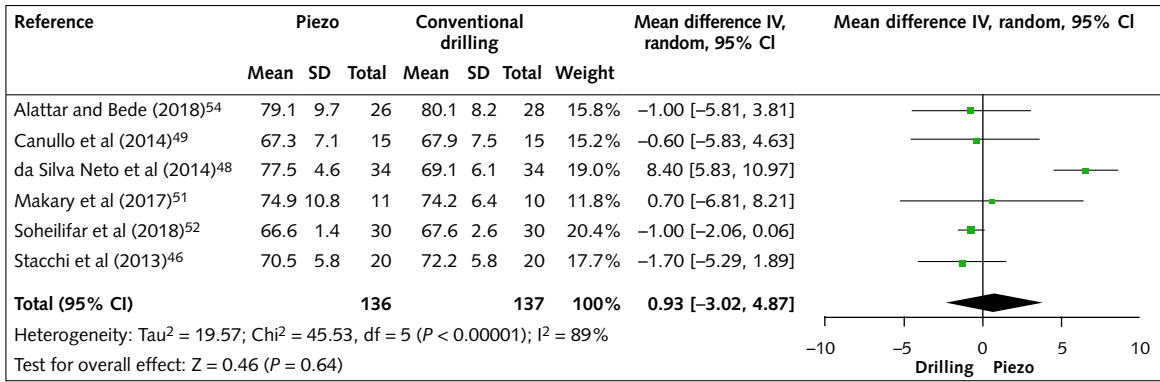 Reference Piezo Conventional drilling Mean difference IV, random, 95% CI Mean difference IV, random, 95% CI
Mean SD Total Mean SD Total Weight
Alattar and Bede (2018)54 79.1 9.7 26 80.1 8.2 28 15.8% −1.00 [−5.81, 3.81]
Canullo et al (2014)49 67.3 7.1 15 67.9 7.5 15 15.2% −0.60 [−5.83, 4.63]
da Silva Neto et al (2014)48 77.5 4.6 34 69.1 6.1 34 19.0% 8.40 [5.83, 10.97]
Makary et al (2017)51 74.9 10.8 11 74.2 6.4 10 11.8% 0.70 [−6.81, 8.21]
Soheilifar et al (2018)52 66.6 1.4 30 67.6 2.6 30 20.4% −1.00 [−2.06, 0.06]
Stacchi et al (2013)46 70.5 5.8 20 72.2 5.8 20 17.7% −1.70 [−5.29, 1.89]
Total (95% CI) 136 137 100% 0.93 [−3.02, 4.87]
Heterogeneity: Tau2 = 19.57; Chi2 = 45.53, df = 5 (P < 0.00001); I2 = 89%
Test for overall effect: Z = 0.46 (P = 0.64)
−10 −5 0 5 10
Drilling Piezo